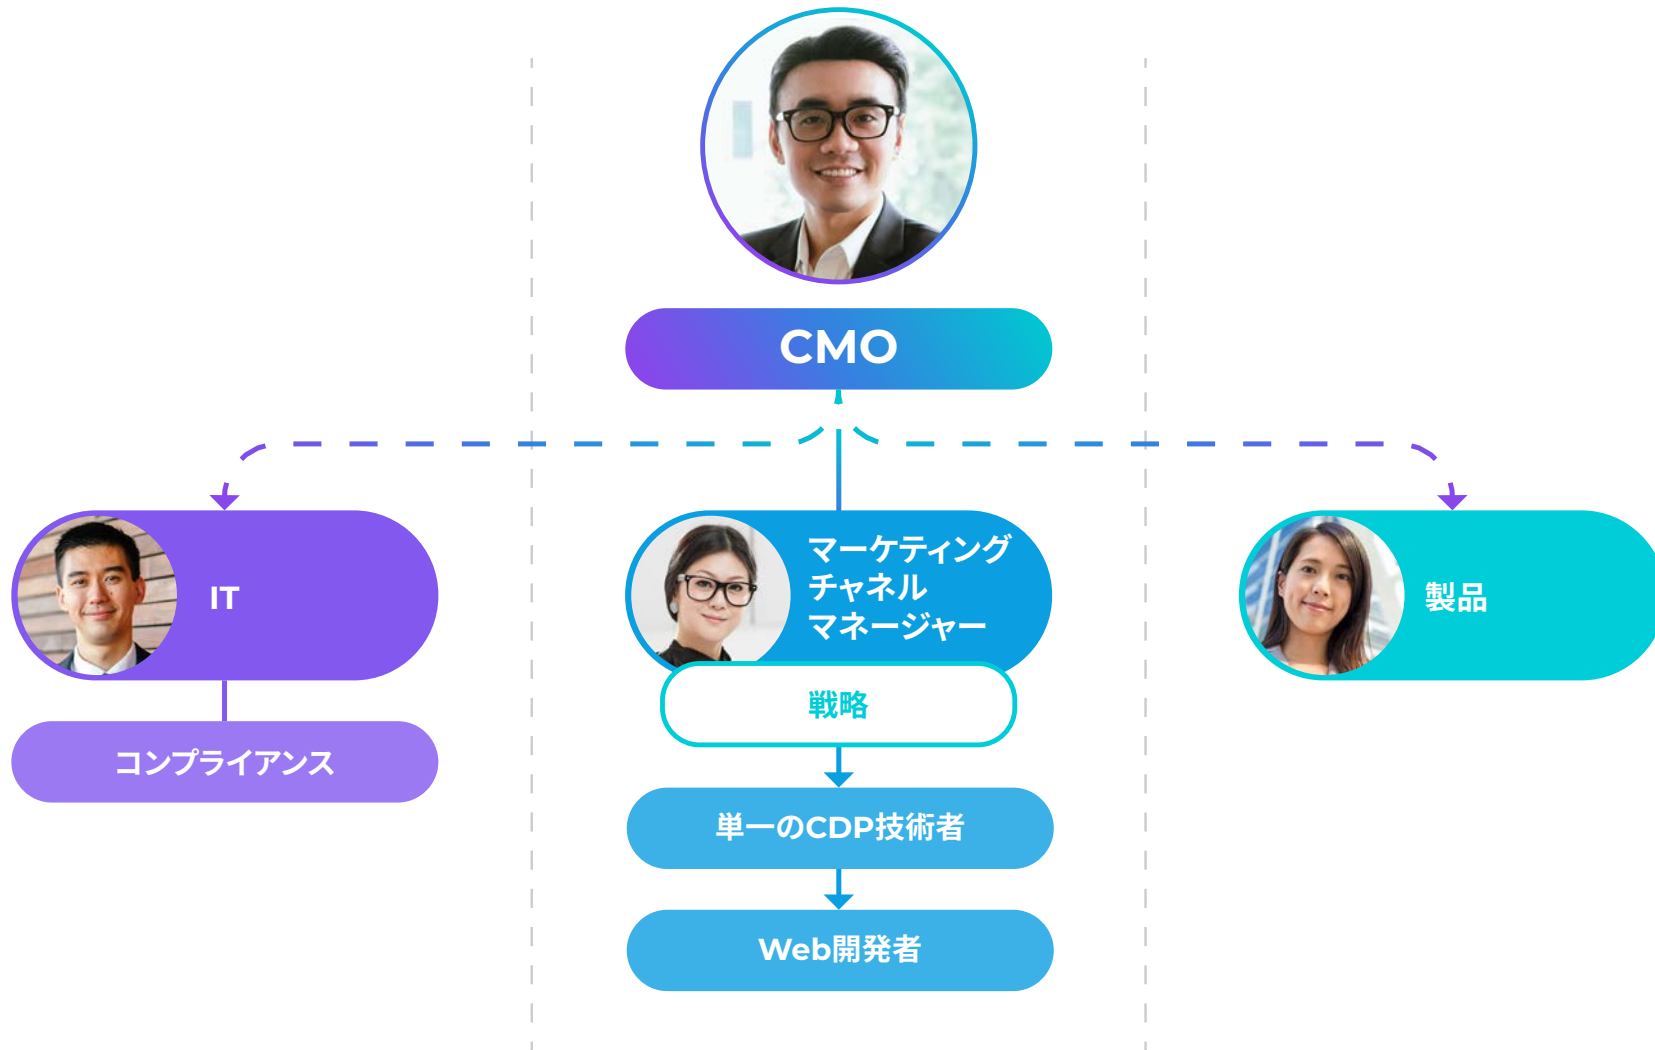 CMO
IT
マーケティング
チャネル
マネージャー
製品
戦略
コンプライアンス
単一のCDP技術者
Web開発者